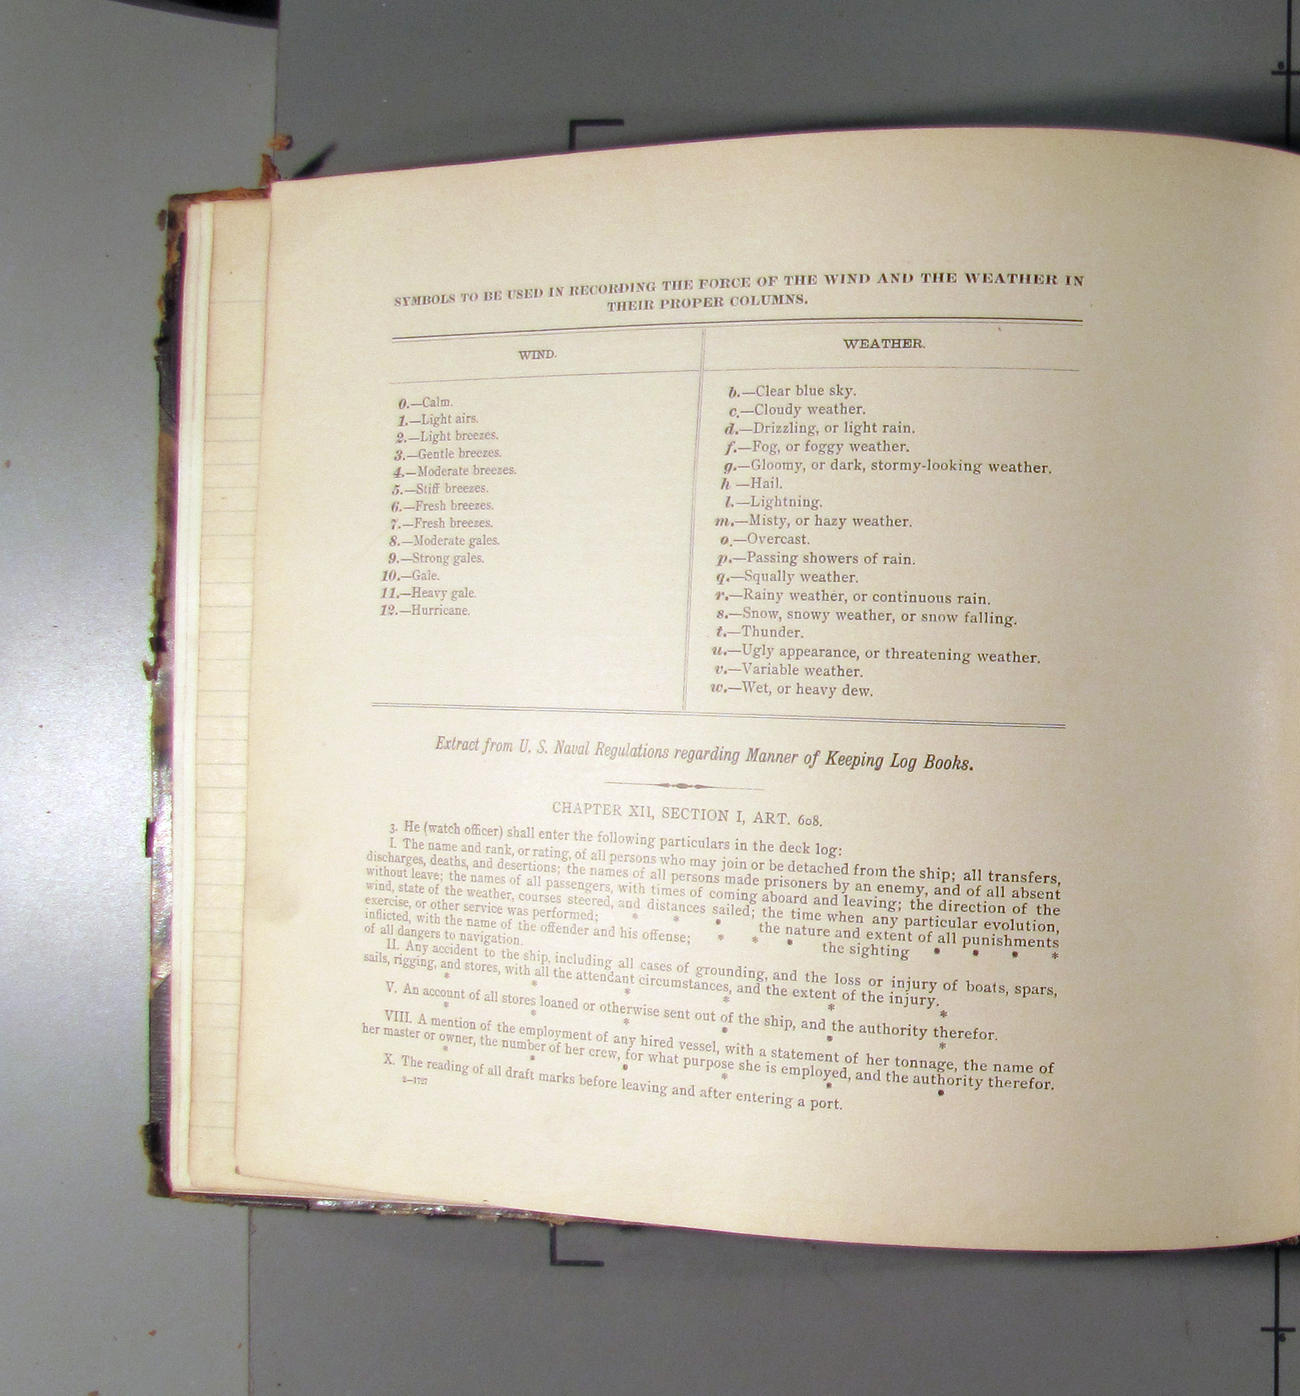 SYMBOLS TO BE USED IN RECORDING THE FORCE OF THE WIND AND THE WEATHER IN
THEIR PROPER COLUMNS.
WIND.
0.—Calm.
1.—Light airs.
2.—Light breezes.
3.—Gentle breezes.
4.—Moderate breezes.
5.—Stiff breezes.
6.—Fresh breezes.
7.—Fresh breezes.
8.—Moderate gales.
9.—Strong gales.
10.—Gale.
11.—Heavy gale.
12.—Hurricane.
WEATHER.
b.—Clear blue sky.
c.—Cloudy weather.
d.—Drizzling, or light rain.
f.—Fog, or foggy weather.
g.—Gloomy, or dark, stormy-looking weather.
h —Hail.
l.—Lightning.
m.—Misty, or hazy weather.
o.—Overcast.
p.—Passing showers of rain.
q.—Squally weather.
r.—Rainy weather, or continuous rain.
s.—Snow, snowy weather, or snow falling.
t.—Thunder.
u.—Ugly appearance, or threatening weather.
v.—Variable weather.
w.—Wet, or heavy dew.
Extract from U. S. Naval Regulations regarding Manner of Keeping Log Books.
CHAPTER XII, SECTION I, ART. 608.
3. He (watch officer) shall enter the following particulars in the deck log:
I. The name and rank, or rating, of all persons who may join or be detached from the ship; all transfers,
discharges, deaths, and desertions; the names of all persons made prisoners by an enemy, and of all absent
without leave; the names of all passengers, with times of coming aboard and leaving; the direction of the
wind, state of the weather, courses steered, and distances sailed; the time when any particular evolution,
exercise, or other service was performed; * * * the nature and extent of all punishments
inflicted, with the name of the offender and his offense; * * * the sighting * * * *
of all dangers to navigation.
II. Any accident to the ship, including all cases of grounding, and the loss or injury of boats, spars,
sails, rigging, and stores, with all the attendant circumstances, and the extent of the injury.
* * * * * *
V. An account of all stores loaned or otherwise sent out of the ship, and the authority therefor.
* * * * * *
VIII. A mention of the employment of any hired vessel, with a statement of her tonnage, the name of
her master or owner, the number of her crew, for what purpose she is employed, and the authority therefor.
* * * * * *
X. The reading of all draft marks before leaving and after entering a port.
2—1727